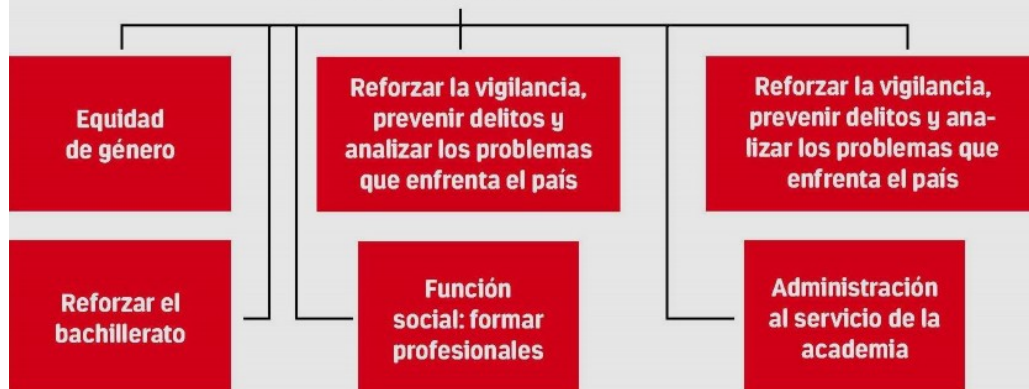 Equidad
de género
Reforzar la vigilancia,
prevenir delitos y
analizar los problemas
que enfrenta el país
Reforzar la vigilancia,
prevenir delitos y ana-
lizar los problemas que
enfrenta el país
Reforzar el
bachillerato
Función
social: formar
profesionales
Administración
al servicio de la
academia